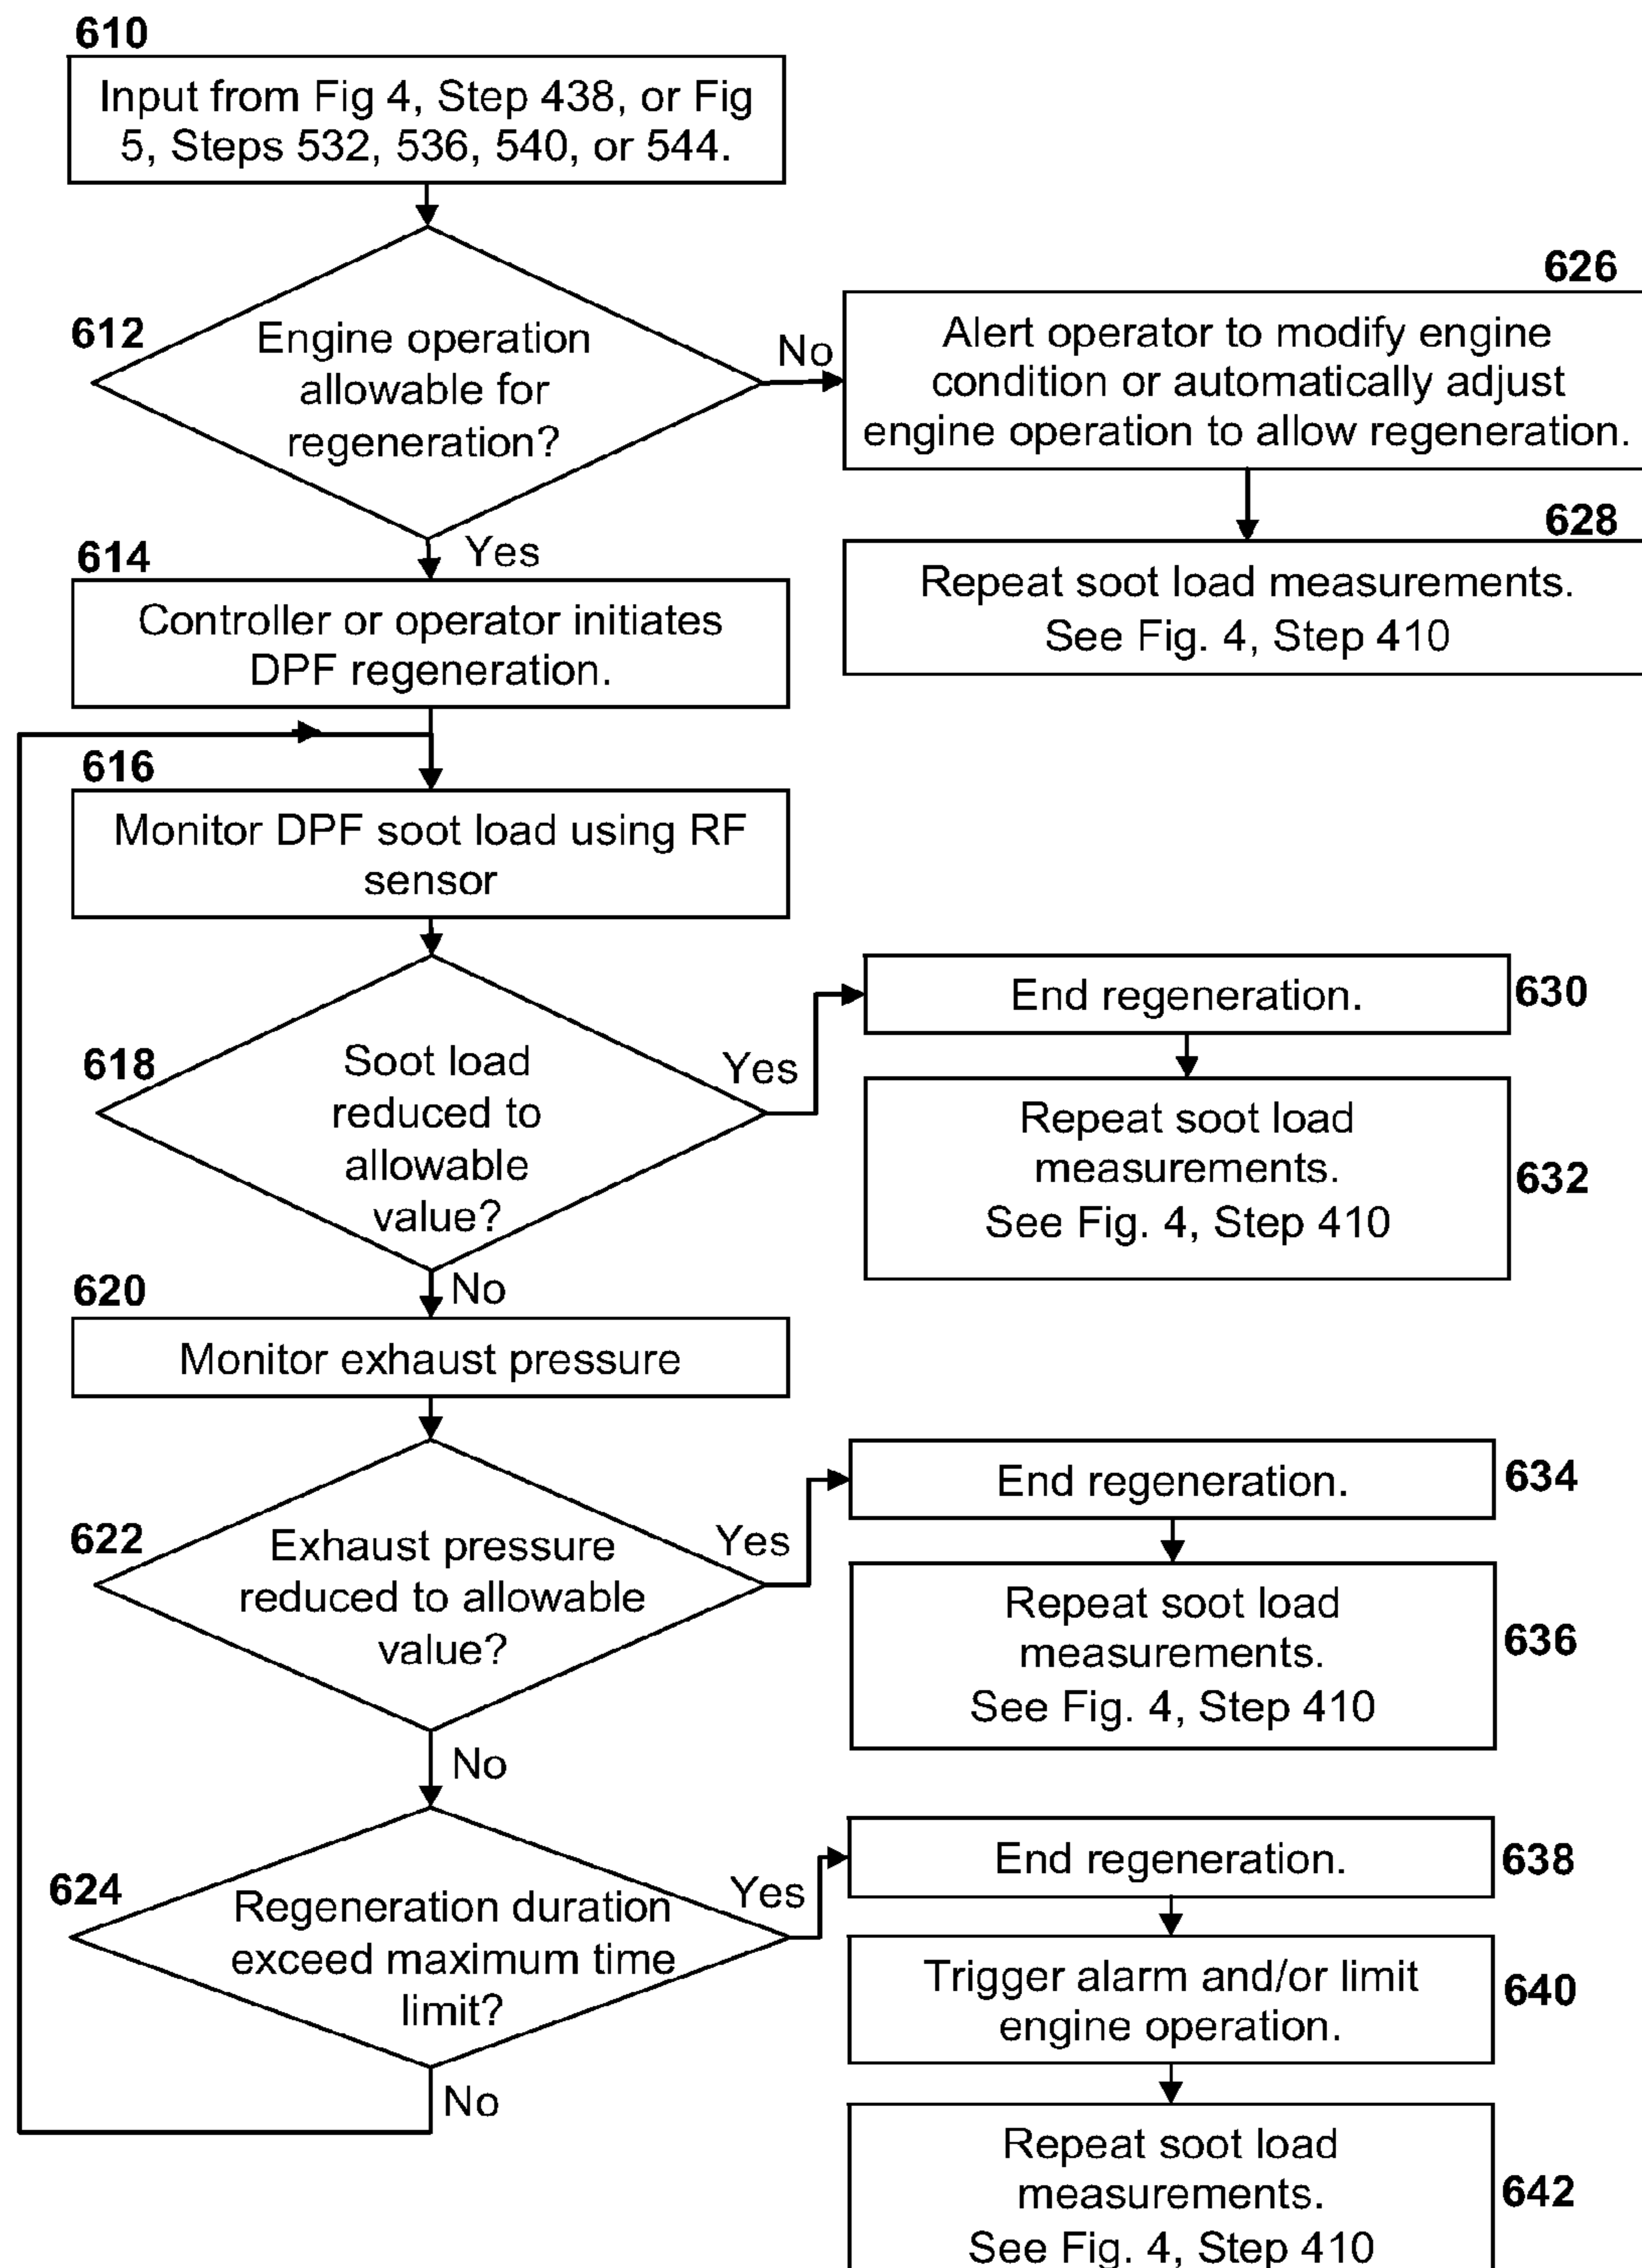 610
Input from Fig 4, Step 438, or Fig
5, Steps 532, 536, 540, or 544.
612
Engine operation
allowable for
regeneration?
No
626
Alert operator to modify engine
condition or automatically adjust
engine operation to allow regeneration.
628
Repeat soot load measurements.
See Fig. 4, Step 410
Yes
614
Controller or operator initiates
DPF regeneration.
616
Monitor DPF soot load using RF
sensor
618
Soot load
reduced to
allowable
value?
Yes
End regeneration.
630
Repeat soot load
measurements.
See Fig. 4, Step 410
632
No
620
Monitor exhaust pressure
622
Exhaust pressure
reduced to allowable
value?
Yes
End regeneration.
634
Repeat soot load
measurements.
See Fig. 4, Step 410
636
No
624
Regeneration duration
exceed maximum time
limit?
Yes
End regeneration.
638
Trigger alarm and/or limit
engine operation.
640
Repeat soot load
measurements.
See Fig. 4, Step 410
642
No